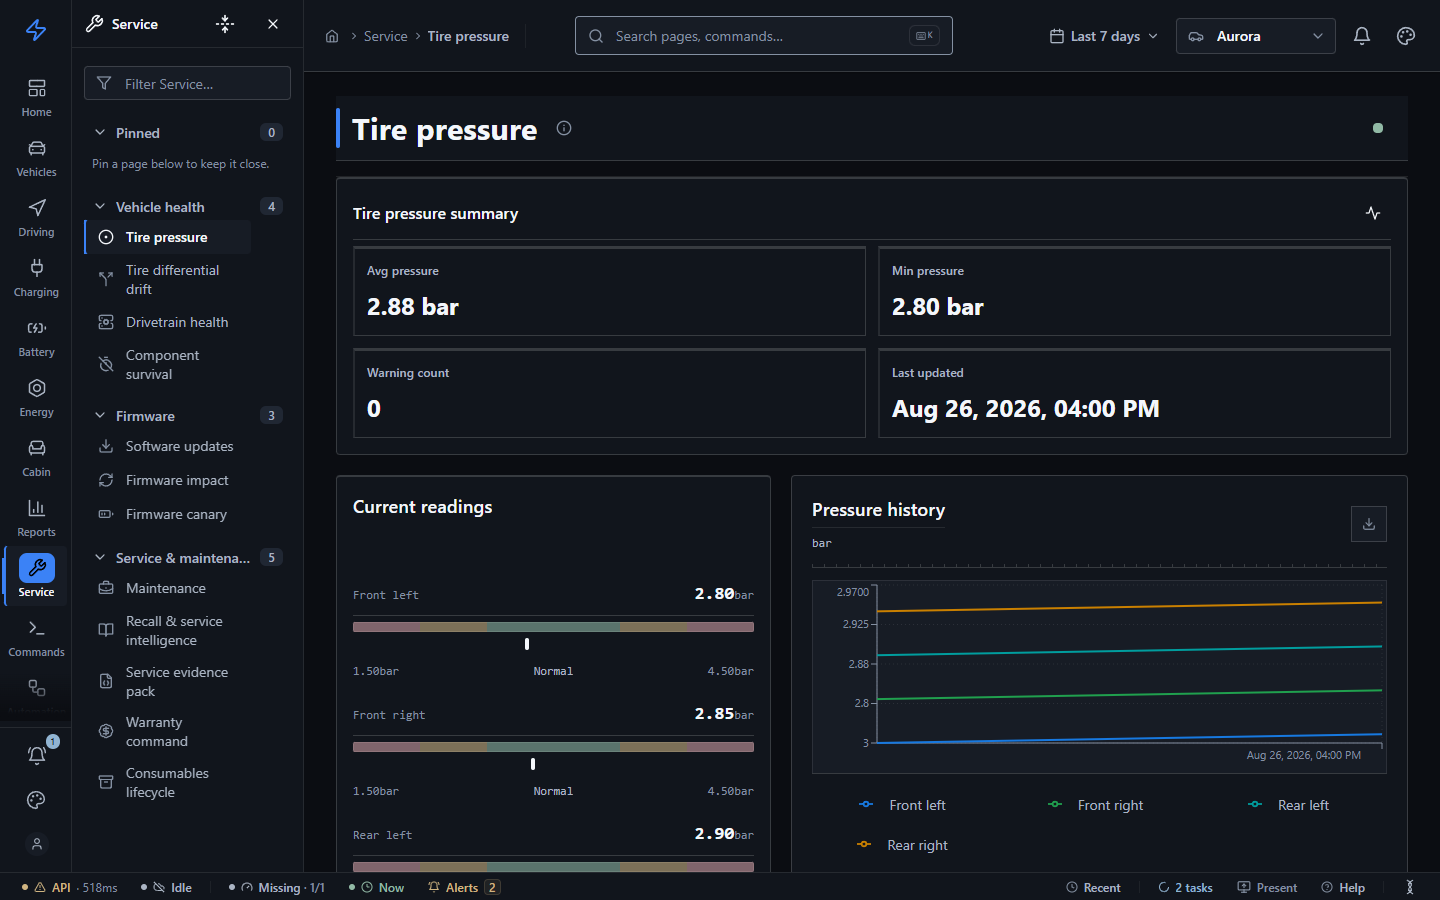 Service
Service
Tire pressure
Search pages, commands...
K
Last 7 days
Aurora
Home
Vehicles
Driving
Charging
Battery
Energy
Cabin
Reports
Service
Commands
1
Filter Service...
Pinned
0
Pin a page below to keep it close.
Vehicle health
4
Tire pressure
Tire differential
drift
Drivetrain health
Component
survival
Firmware
3
Software updates
Firmware impact
Firmware canary
Service & maintena...
5
Maintenance
Recall & service
intelligence
Service evidence
pack
Warranty
command
Consumables
lifecycle
Tire pressure
Tire pressure summary
Avg pressure
2.88 bar
Min pressure
2.80 bar
Warning count
0
Last updated
Aug 26, 2026, 04:00 PM
Current readings
Front left
2.80bar
1.50bar
Normal
4.50bar
Front right
2.85bar
1.50bar
Normal
4.50bar
Rear left
2.90bar
Pressure history
bar
2.9700
2.925
2.88
2.8
3
Aug 26, 2026, 04:00 PM
Front left
Front right
Rear left
Rear right
API · 518ms
Idle
Missing · 1/1
Now
Alerts 2
Recent
2 tasks
Present
Help